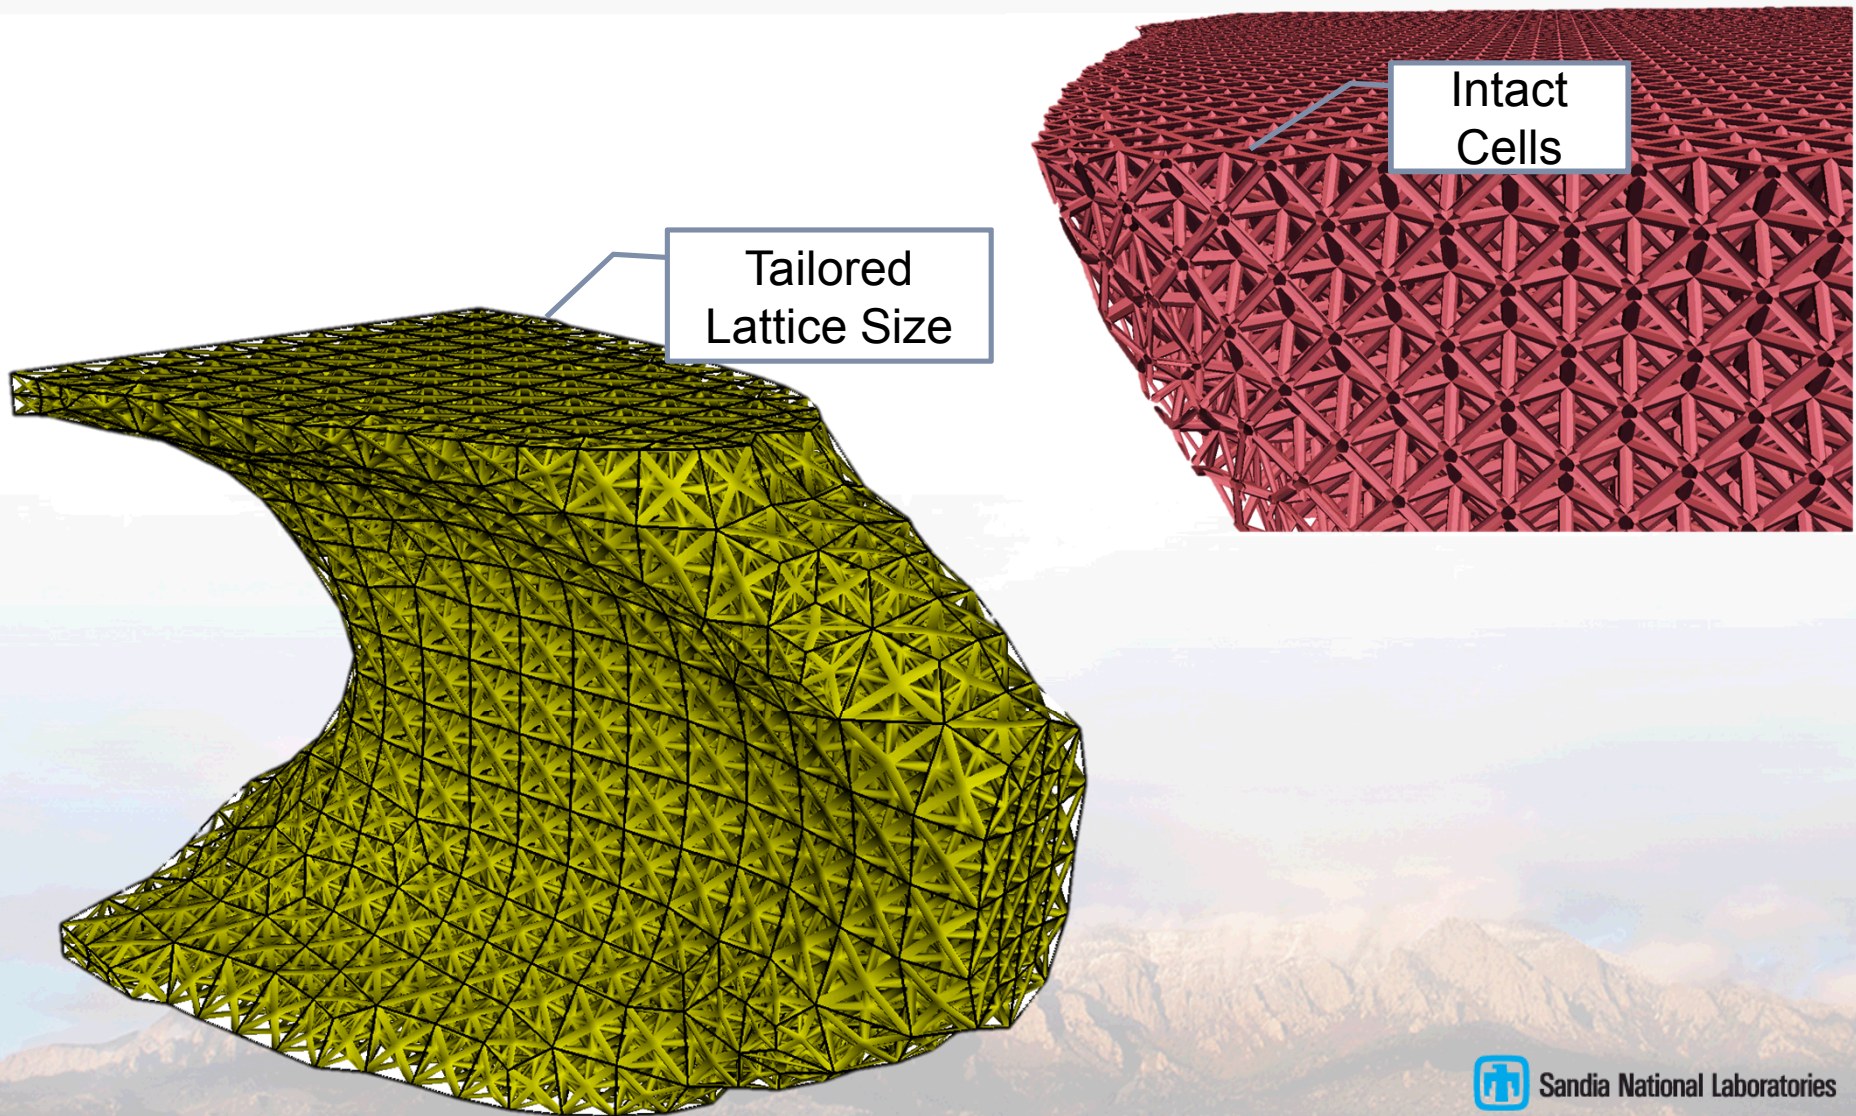 Intact
Cells
Tailored
Lattice Size
Sandia National Laboratories